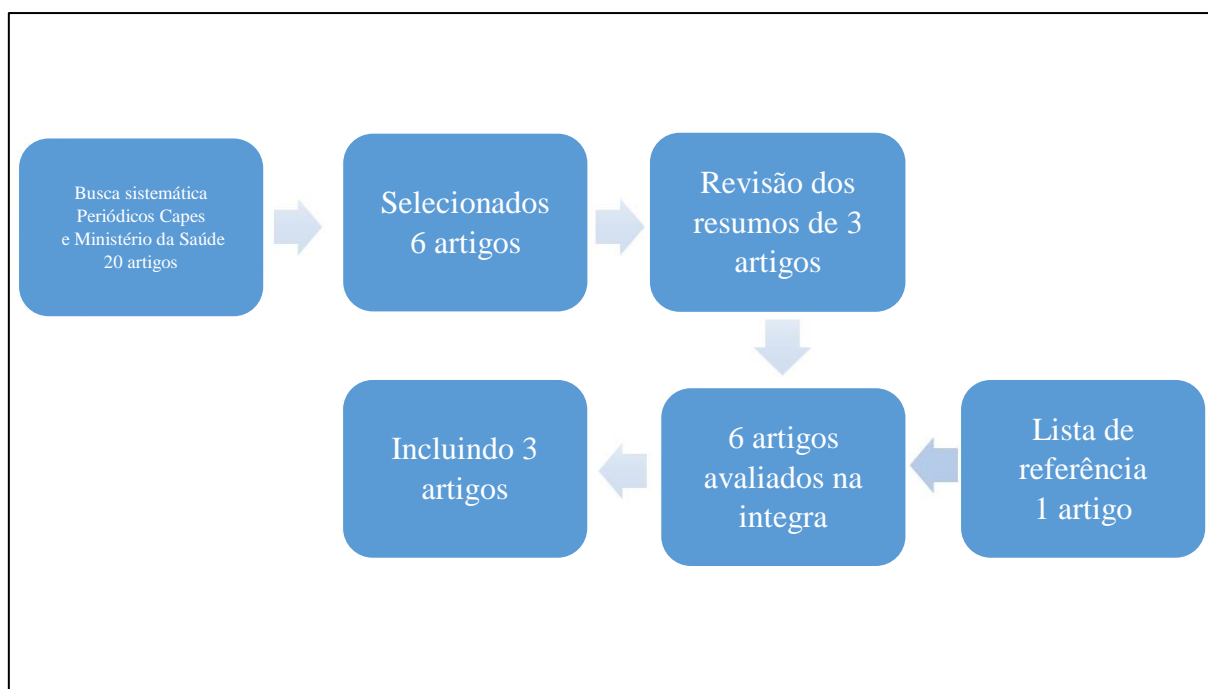 Busca sistemática
Periódicos Capes
e Ministério da Saúde
20 artigos
Selecionados
6 artigos
Revisão dos
resumos de 3
artigos
Incluindo 3
artigos
6 artigos
avaliados na
integra
Lista de
referência
1 artigo